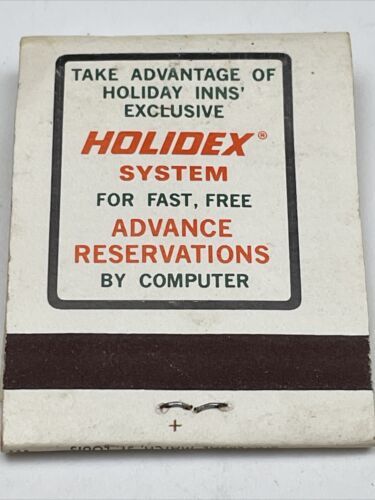 TAKE ADVANTAGE OF
HOLIDAY INNS'
EXCLUSIVE
HOLIDEX®
SYSTEM
FOR FAST, FREE
ADVANCE
RESERVATIONS
BY COMPUTER